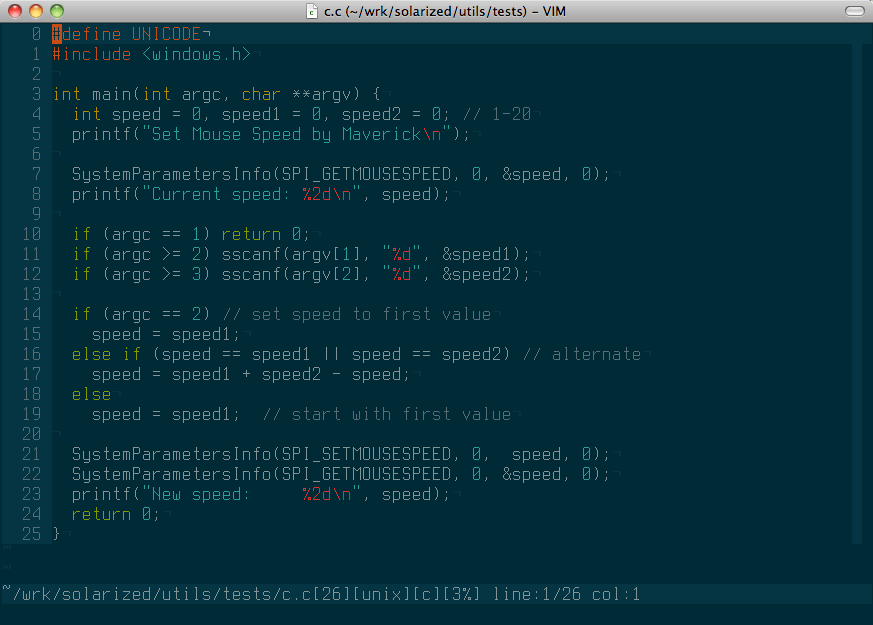 c.c (~/wrk/solarized/utils/tests) – VIM
0 #define UNICODE¬
1 #include <windows.h>¬
2 ¬
3 int main(int argc, char **argv) {¬
4   int speed = 0, speed1 = 0, speed2 = 0; // 1-20¬
5   printf("Set Mouse Speed by Maverick\n");¬
6 ¬
7   SystemParametersInfo(SPI_GETMOUSESPEED, 0, &speed, 0);¬
8   printf("Current speed: %2d\n", speed);¬
9 ¬
10   if (argc == 1) return 0;¬
11   if (argc >= 2) sscanf(argv[1], "%d", &speed1);¬
12   if (argc >= 3) sscanf(argv[2], "%d", &speed2);¬
13 ¬
14   if (argc == 2) // set speed to first value¬
15     speed = speed1;¬
16   else if (speed == speed1 || speed == speed2) // alternate¬
17     speed = speed1 + speed2 - speed;¬
18   else¬
19     speed = speed1;  // start with first value¬
20 ¬
21   SystemParametersInfo(SPI_SETMOUSESPEED, 0,  speed, 0);¬
22   SystemParametersInfo(SPI_GETMOUSESPEED, 0, &speed, 0);¬
23   printf("New speed:     %2d\n", speed);¬
24   return 0;¬
25 }¬
~
~
~/wrk/solarized/utils/tests/c.c[26][unix][c][3%] line:1/26 col:1